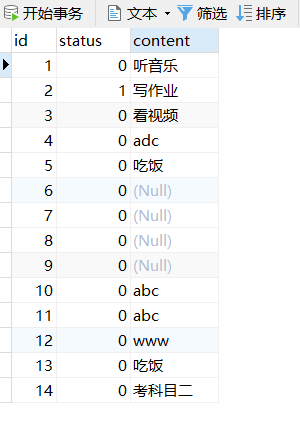 开始事务 文本 筛选 排序
id status content
1 0 听音乐
2 1 写作业
3 0 看视频
4 0 adc
5 0 吃饭
6 0 (Null)
7 0 (Null)
8 0 (Null)
9 0 (Null)
10 0 abc
11 0 abc
12 0 www
13 0 吃饭
14 0 考科目二